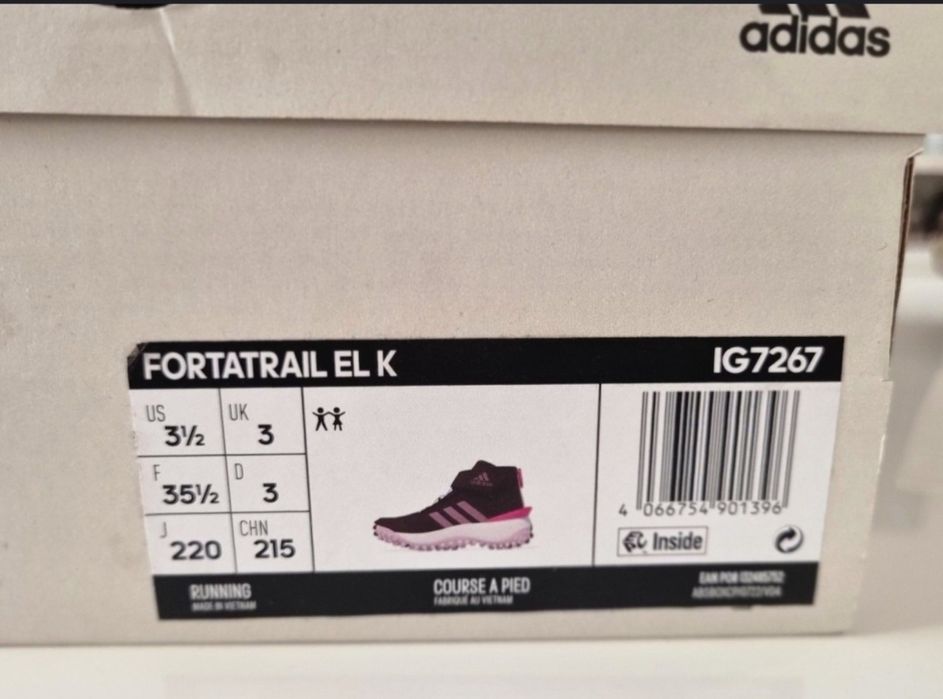 adidas
FORTATRAIL EL K
IG7267
US
3½
UK
3
F
35½
D
3
J
220
CHN
215
4 066754 901396
Inside
RUNNING
MADE IN VIETNAM
COURSE A PIED
FABRIQUE AU VIETNAM